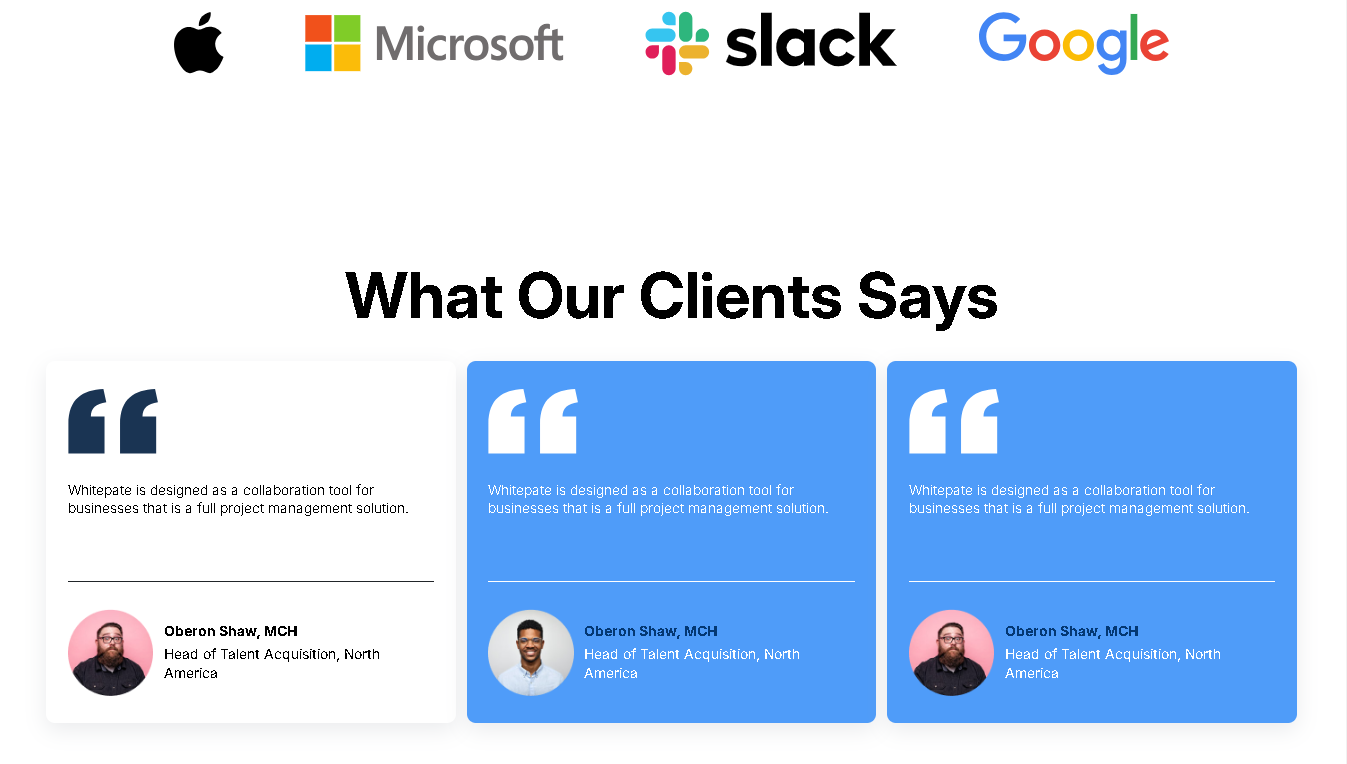 Microsoft
slack
Google
What Our Clients Says
Whitepate is designed as a collaboration tool for
businesses that is a full project management solution.
Oberon Shaw, MCH
Head of Talent Acquisition, North
America
Whitepate is designed as a collaboration tool for
businesses that is a full project management solution.
Oberon Shaw, MCH
Head of Talent Acquisition, North
America
Whitepate is designed as a collaboration tool for
businesses that is a full project management solution.
Oberon Shaw, MCH
Head of Talent Acquisition, North
America